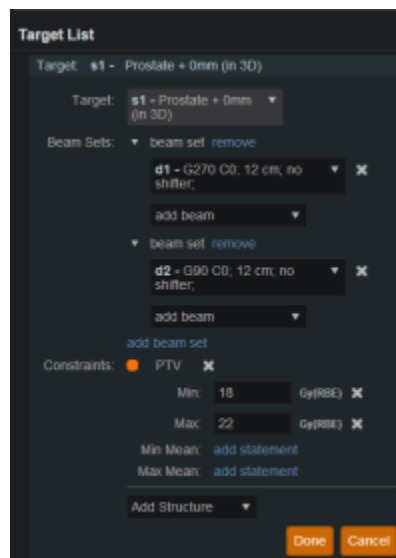 Target List
Target: s1 - Prostate + 0mm (in 3D)
Target: s1 - Prostate + 0mm
(in 3D)
Beam Sets: beam set remove
d1 - G270 C0; 12 cm; no
shifter;
add beam
beam set remove
d2 - G90 C0; 12 cm; no
shifter;
add beam
add beam set
Constraints: PTV
Min: 18 Gy(RBE)
Max: 22 Gy(RBE)
Min Mean: add statement
Max Mean: add statement
Add Structure
Done Cancel